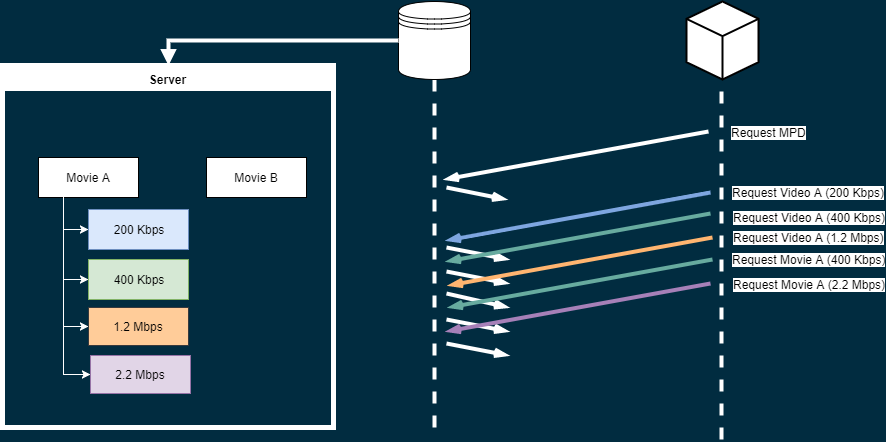 Server
Movie A
Movie B
200 Kbps
400 Kbps
1.2 Mbps
2.2 Mbps
Request MPD
Request Video A (200 Kbps)
Request Video A (400 Kbps)
Request Video A (1.2 Mbps)
Request Movie A (400 Kbps)
Request Movie A (2.2 Mbps)